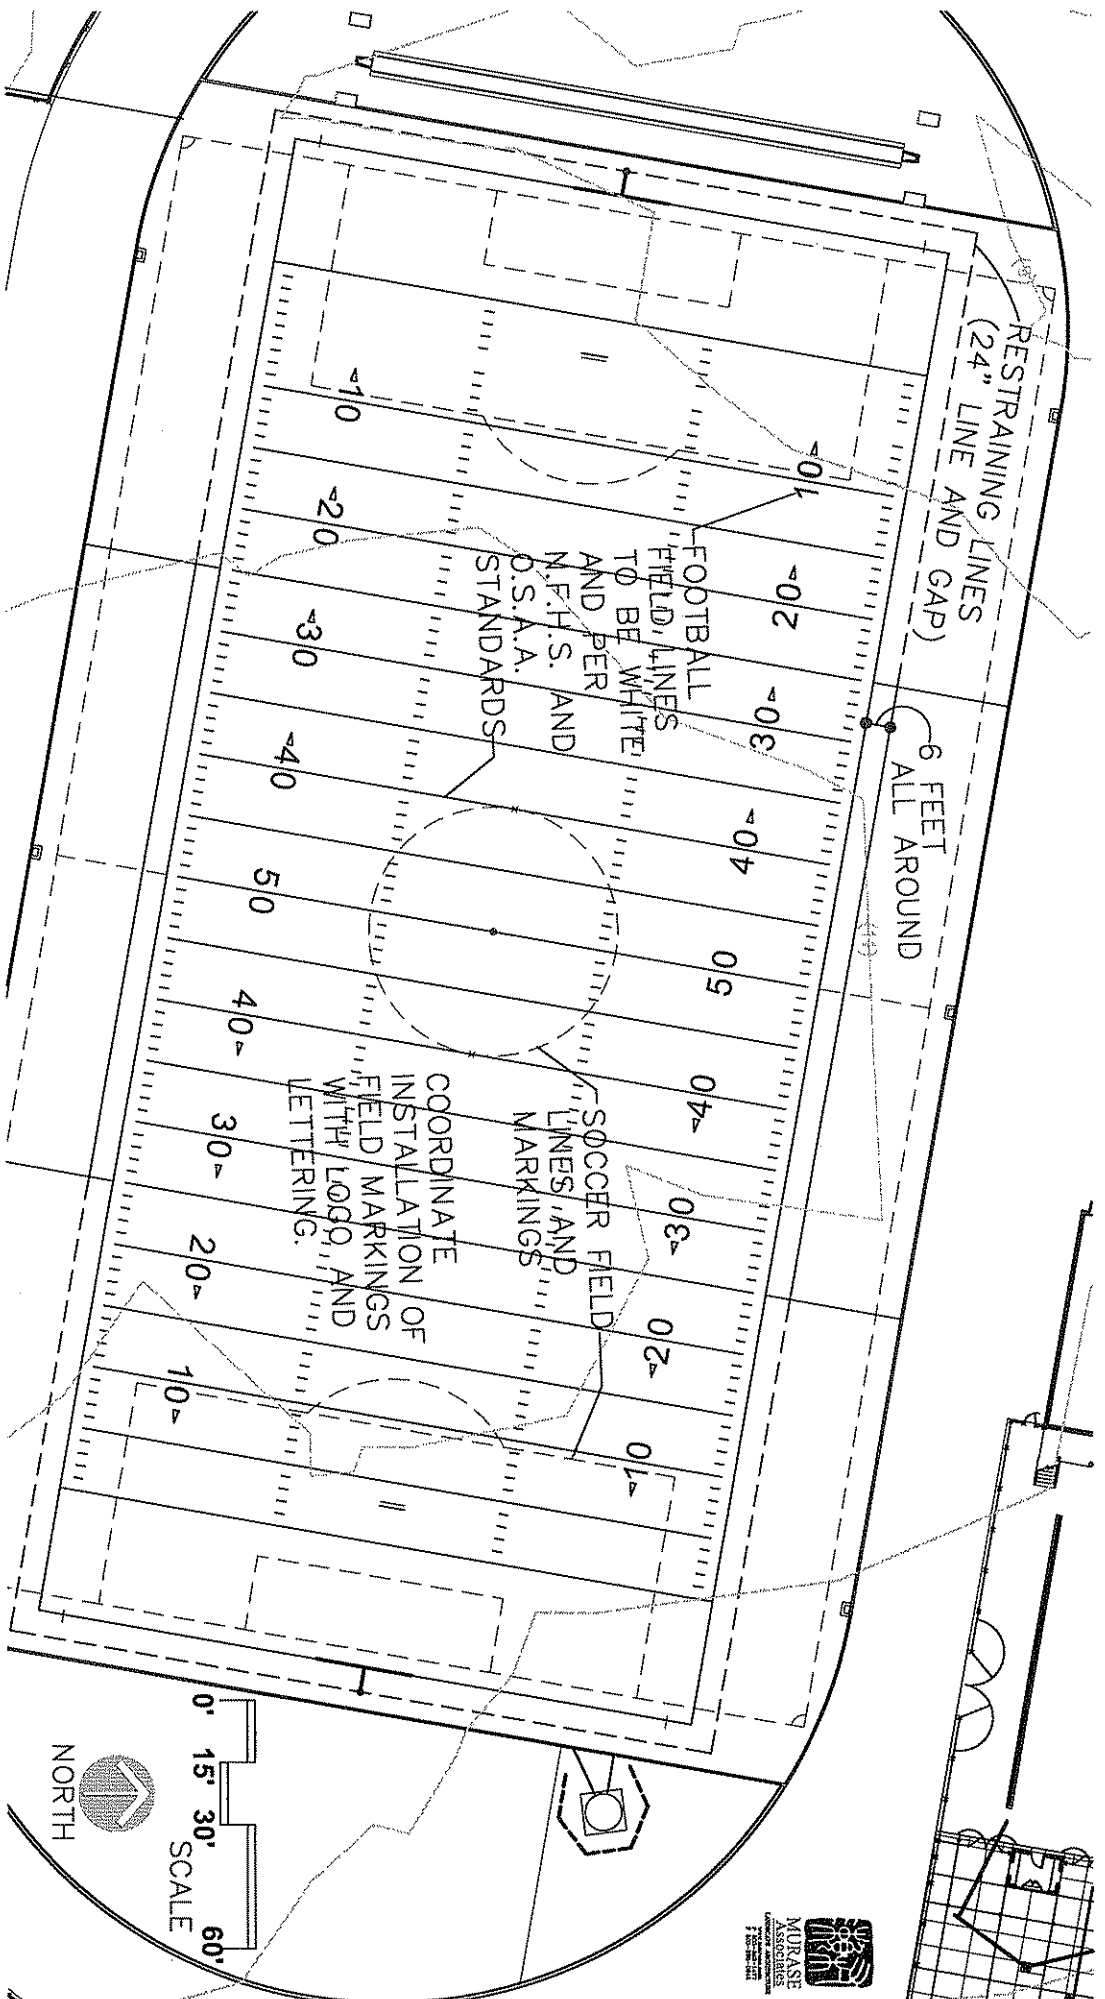 RESTRAINING LINES
(24" LINE AND GAP)
6 FEET
ALL AROUND
10
20
30
40
50
40
30
20
10
FOOTBALL
FIELD LINES
TO BE WHITE
AND PER
N.F.H.S. AND
O.S.A.A.
STANDARDS
SOCCER FIELD
LINES AND
MARKINGS
COORDINATE
INSTALLATION OF
FIELD MARKINGS
WITH LOGO AND
LETTERING.
10
20
30
40
50
40
30
20
10
0' 15' 30' 60'
SCALE
NORTH
MURASE
Associates